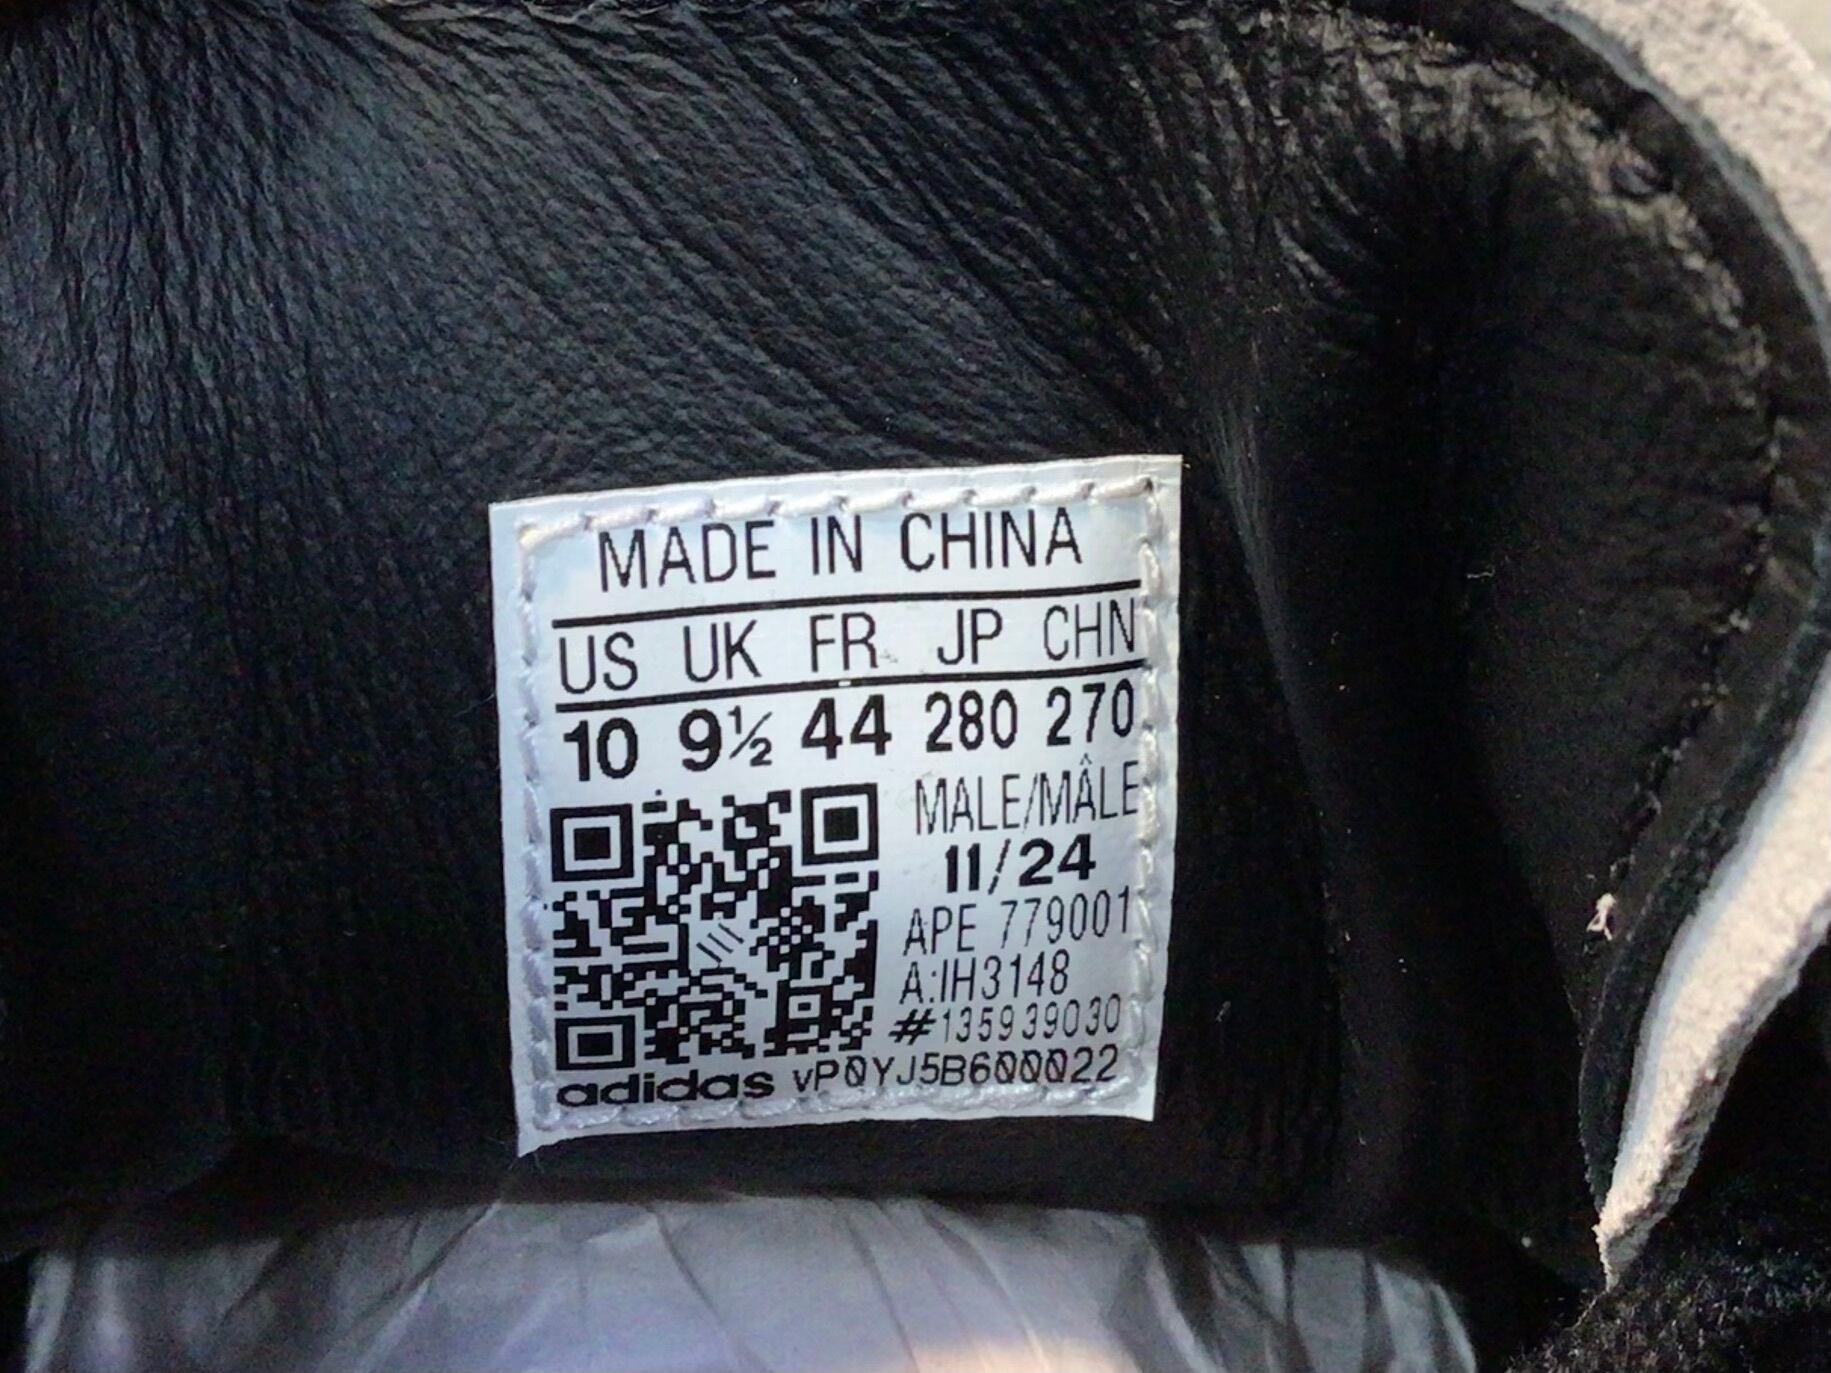 MADE IN CHINA
US UK FR JP CHN
10 9½ 44 280 270
MALE/MÂLE
11/24
APE 779001
A:IH3148
#135939030
adidas vP0YJ5B600022